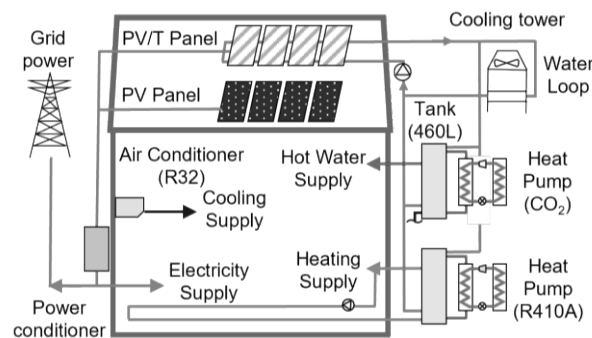 Cooling tower
Grid
power
PV/T Panel
Water
Loop
PV Panel
Tank
(460L)
Air Conditioner
(R32)
Hot Water
Supply
Heat
Pump
(CO₂)
Cooling
Supply
Electricity
Supply
Heating
Supply
Heat
Pump
(R410A)
Power
conditioner